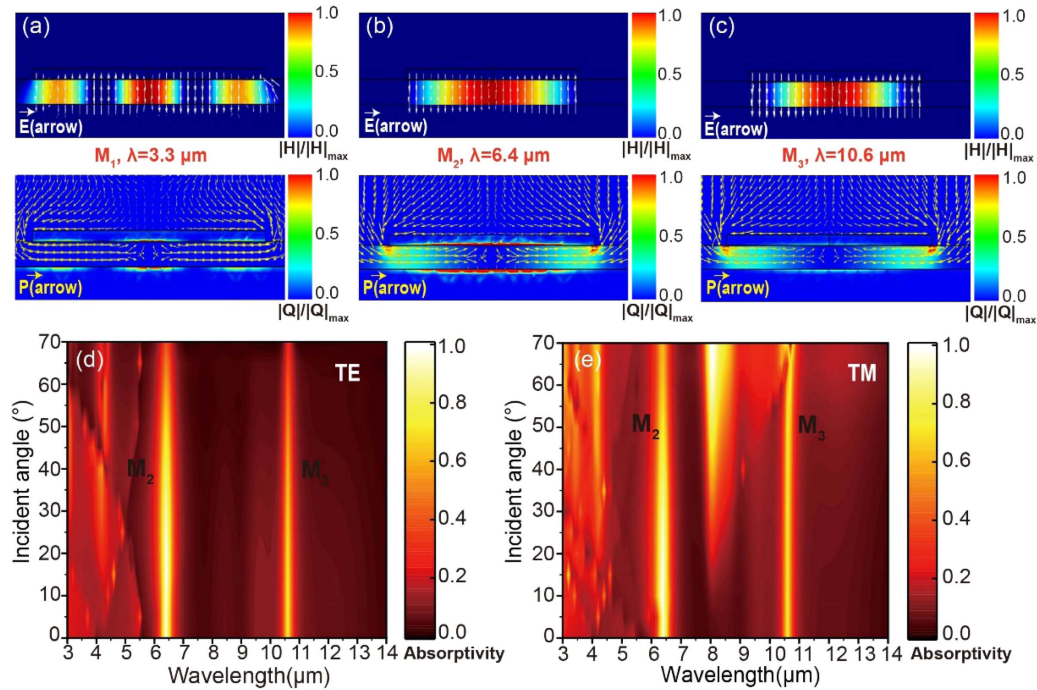 (a)
1.0
0.5
0.0
E(arrow)
|H|/|H|max
(b)
1.0
0.5
0.0
E(arrow)
|H|/|H|max
(c)
1.0
0.5
0.0
E(arrow)
|H|/|H|max
M1, λ=3.3 μm
M2, λ=6.4 μm
M3, λ=10.6 μm
1.0
0.5
0.0
P(arrow)
|Q|/|Q|max
1.0
0.5
0.0
P(arrow)
|Q|/|Q|max
1.0
0.5
0.0
P(arrow)
|Q|/|Q|max
(d)
TE
M2
M3
70
60
50
40
30
20
10
0
Incident angle (°)
3 4 5 6 7 8 9 10 11 12 13 14
Wavelength(μm)
1.0
0.8
0.6
0.4
0.2
0.0
Absorptivity
(e)
TM
M2
M3
70
60
50
40
30
20
10
0
Incident angle (°)
3 4 5 6 7 8 9 10 11 12 13 14
Wavelength(μm)
1.0
0.8
0.6
0.4
0.2
0.0
Absorptivity